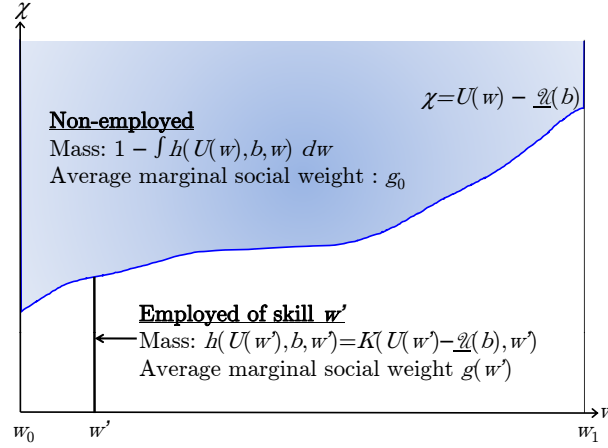 χ
χ=U(w) − 𝒰(b)
Non-employed
Mass: 1 − ∫ h(U(w),b,w) dw
Average marginal social weight : g₀
Employed of skill w'
Mass: h(U(w'),b,w')=K(U(w')−𝒰(b),w')
Average marginal social weight g(w')
w₀
w'
w₁
w